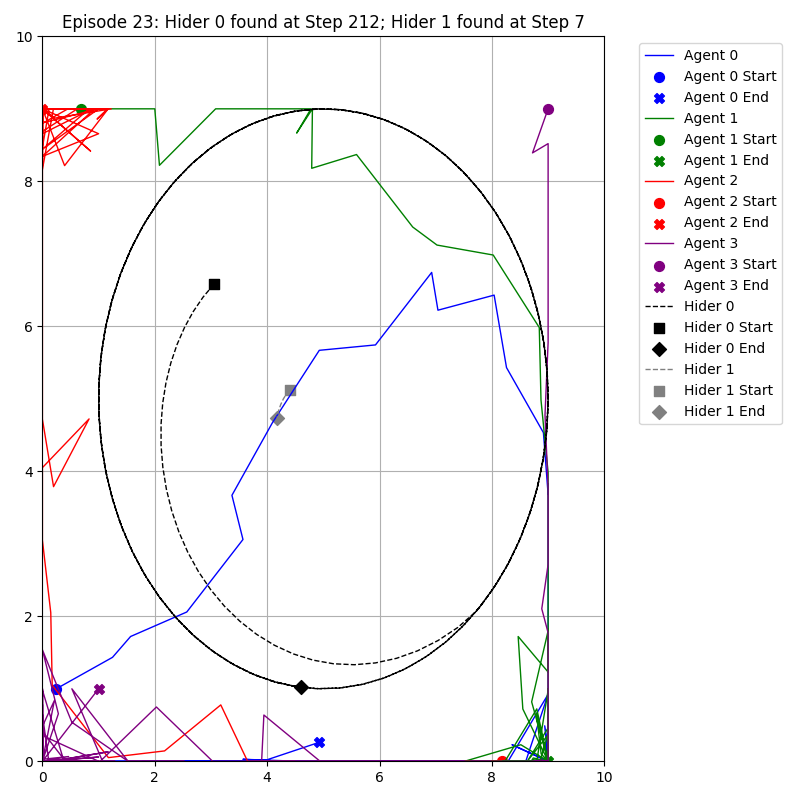 Episode 23: Hider 0 found at Step 212; Hider 1 found at Step 7
10
8
6
4
2
0
0
2
4
6
8
10
Agent 0
Agent 0 Start
Agent 0 End
Agent 1
Agent 1 Start
Agent 1 End
Agent 2
Agent 2 Start
Agent 2 End
Agent 3
Agent 3 Start
Agent 3 End
Hider 0
Hider 0 Start
Hider 0 End
Hider 1
Hider 1 Start
Hider 1 End